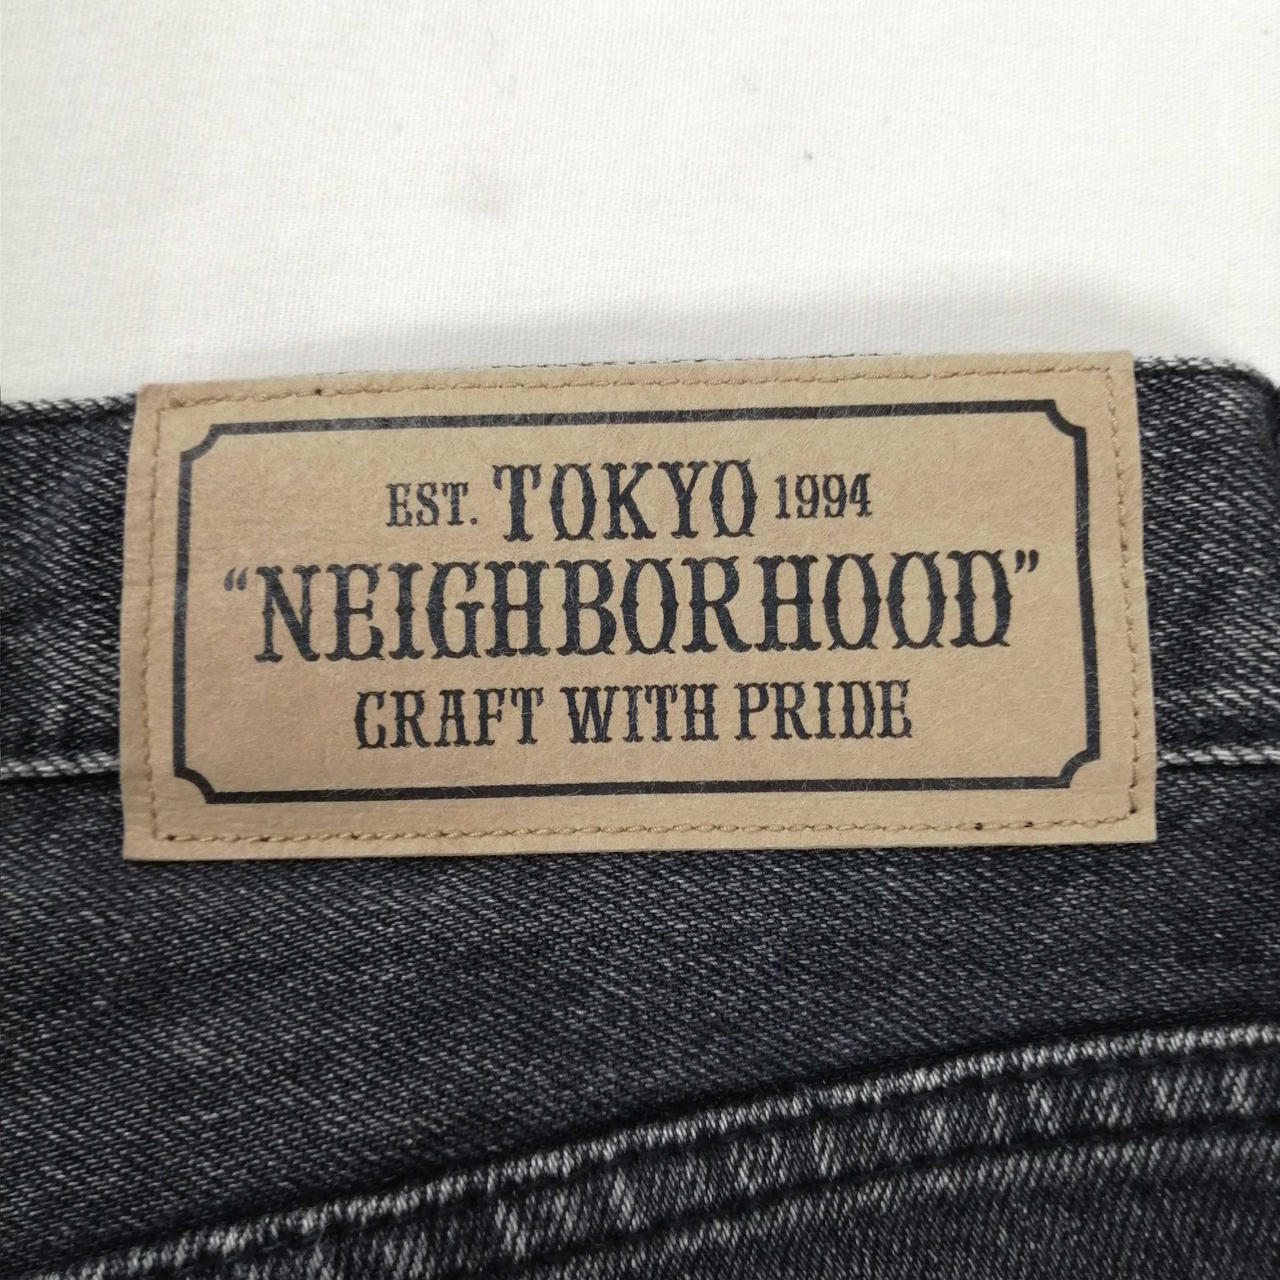 EST. TOKYO 1994
“NEIGHBORHOOD”
CRAFT WITH PRIDE